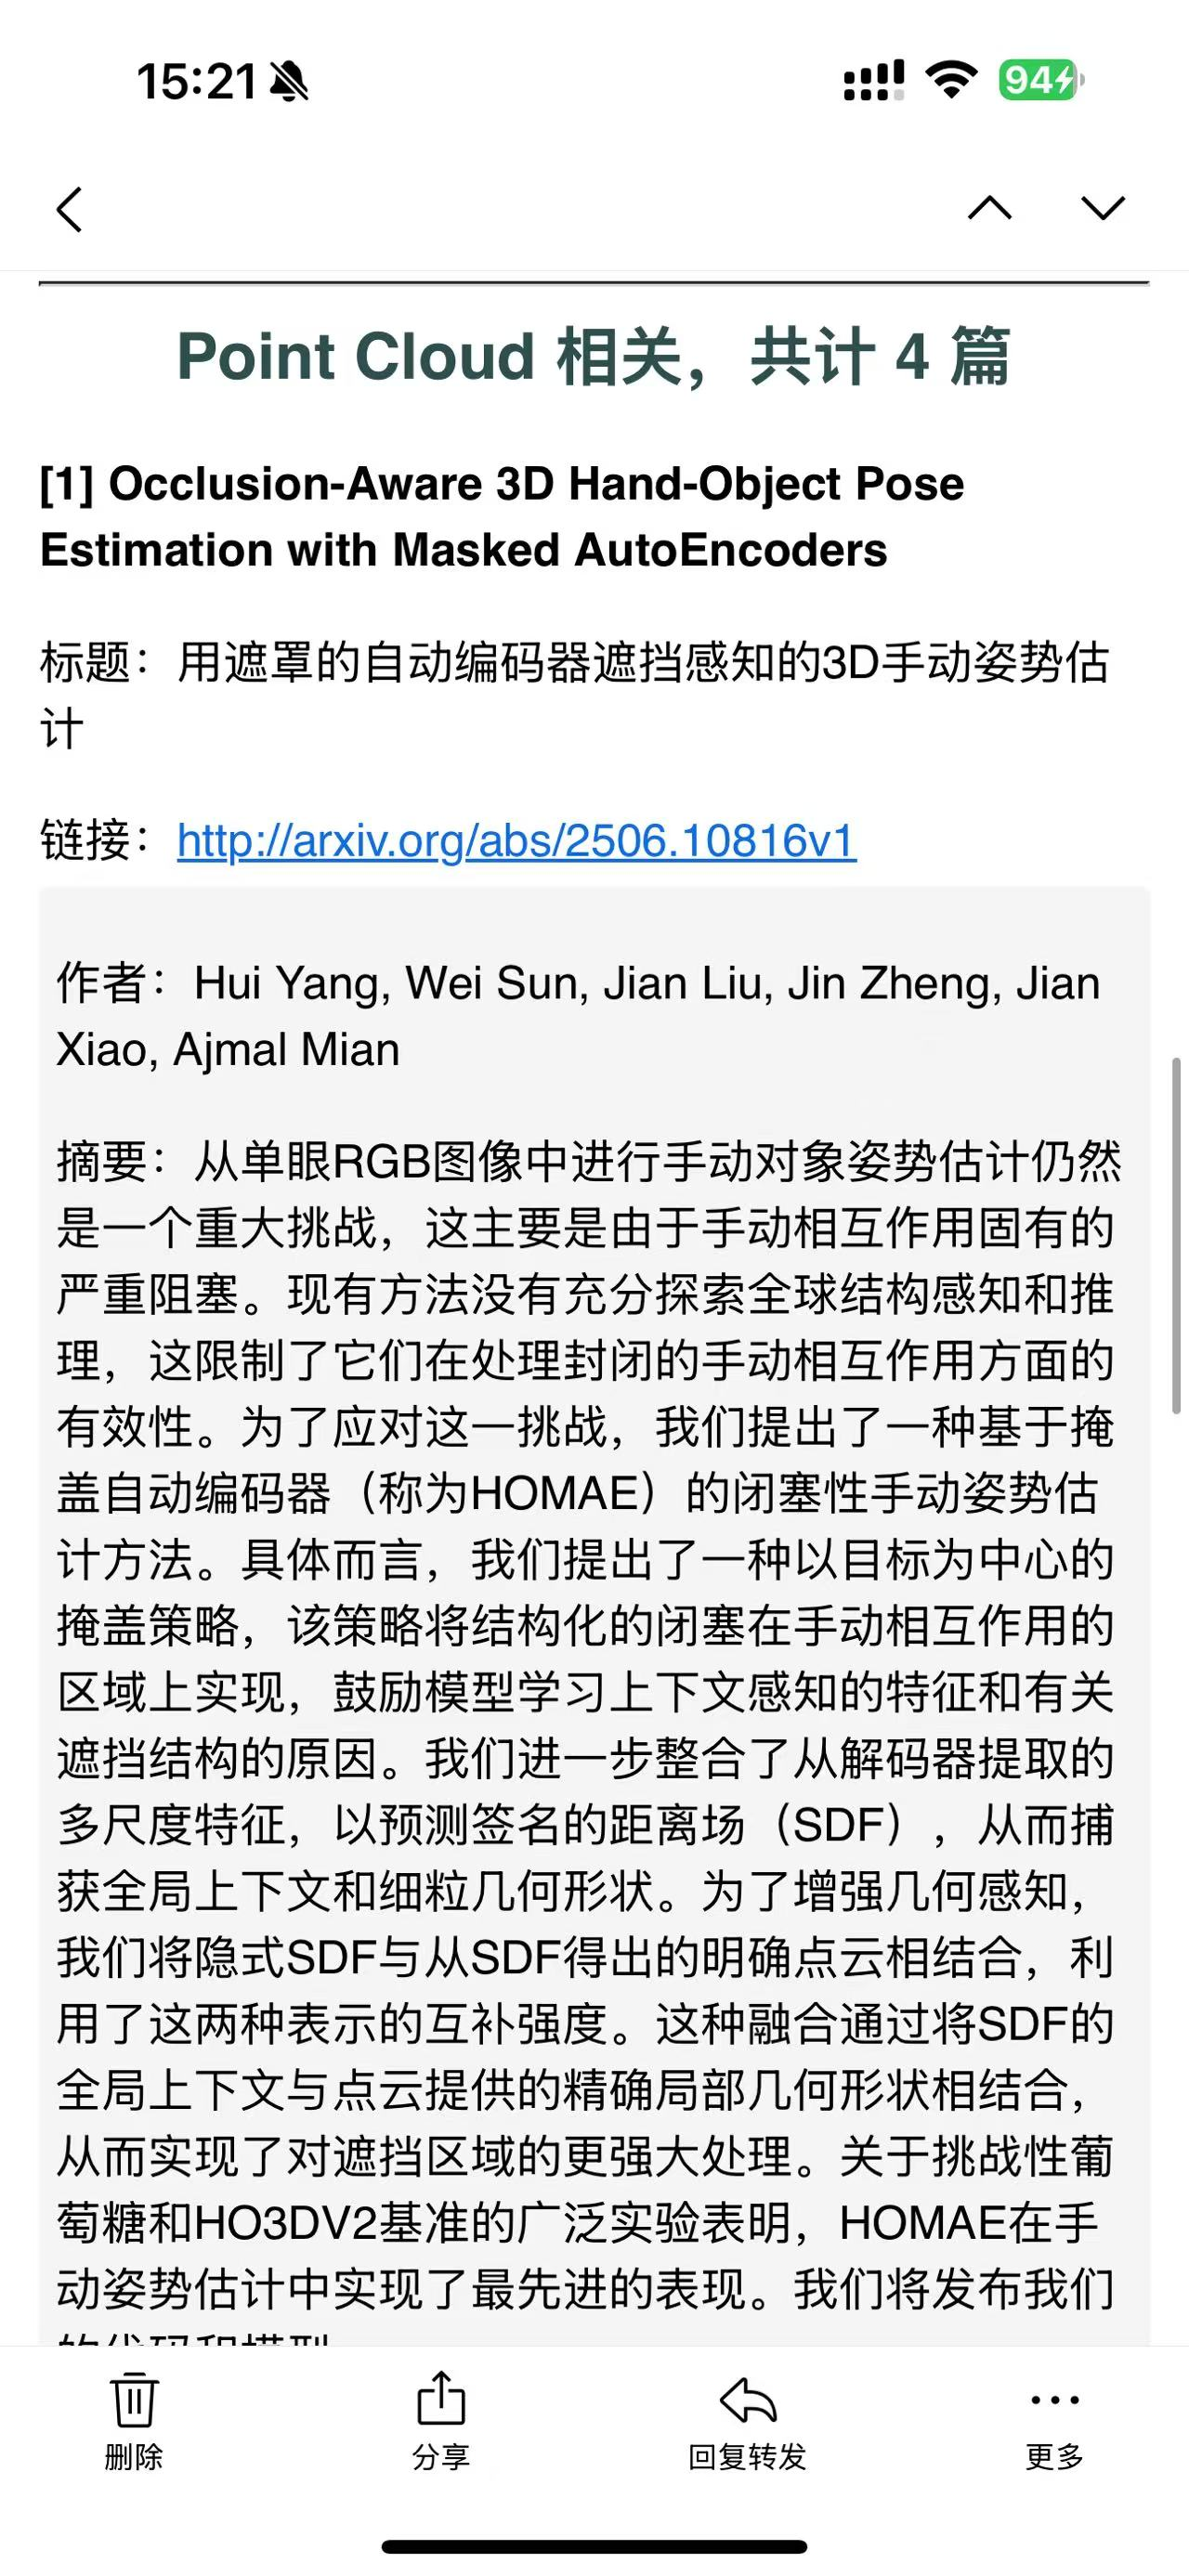 15:21
94
Point Cloud 相关，共计 4 篇
[1] Occlusion-Aware 3D Hand-Object Pose
Estimation with Masked AutoEncoders
标题：用遮罩的自动编码器遮挡感知的3D手动姿势估
计
链接：http://arxiv.org/abs/2506.10816v1
作者：Hui Yang, Wei Sun, Jian Liu, Jin Zheng, Jian
Xiao, Ajmal Mian
摘要：从单眼RGB图像中进行手动对象姿势估计仍然
是一个重大挑战，这主要是由于手动相互作用固有的
严重阻塞。现有方法没有充分探索全球结构感知和推
理，这限制了它们在处理封闭的手动相互作用方面的
有效性。为了应对这一挑战，我们提出了一种基于掩
盖自动编码器（称为HOMAE）的闭塞性手动姿势估
计方法。具体而言，我们提出了一种以目标为中心的
掩盖策略，该策略将结构化的闭塞在手动相互作用的
区域上实现，鼓励模型学习上下文感知的特征和有关
遮挡结构的原因。我们进一步整合了从解码器提取的
多尺度特征，以预测签名的距离场（SDF），从而捕
获全局上下文和细粒几何形状。为了增强几何感知，
我们将隐式SDF与从SDF得出的明确点云相结合，利
用了这两种表示的互补强度。这种融合通过将SDF的
全局上下文与点云提供的精确局部几何形状相结合，
从而实现了对遮挡区域的更强大处理。关于挑战性葡
萄糖和HO3DV2基准的广泛实验表明，HOMAE在手
动姿势估计中实现了最先进的表现。我们将发布我们
的代码和模型
删除
分享
回复转发
更多